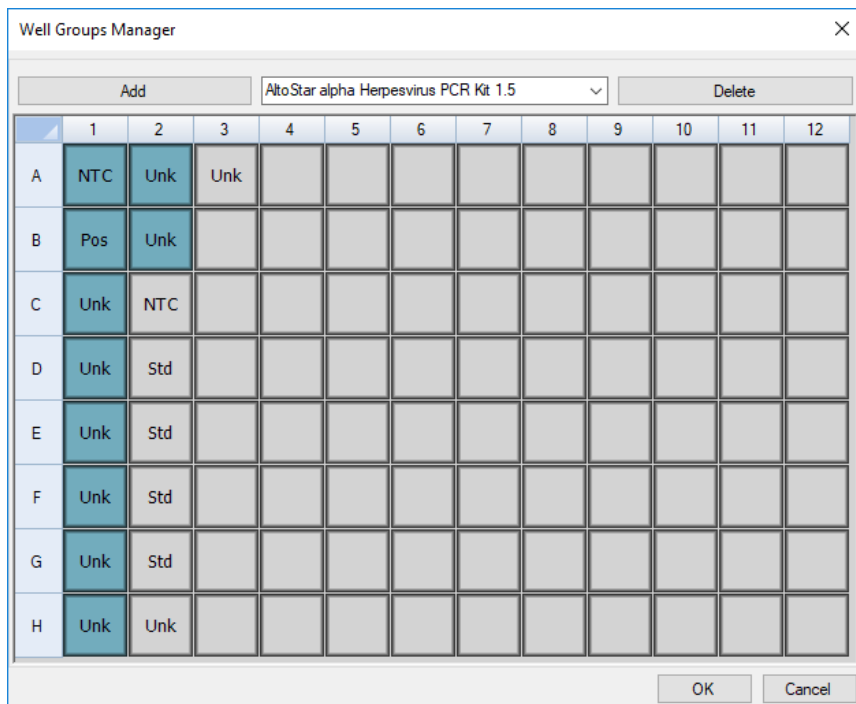 Well Groups Manager
Add AltoStar alpha Herpesvirus PCR Kit 1.5 Delete
1 2 3 4 5 6 7 8 9 10 11 12
A NTC Unk Unk
B Pos Unk
C Unk NTC
D Unk Std
E Unk Std
F Unk Std
G Unk Std
H Unk Unk
OK Cancel